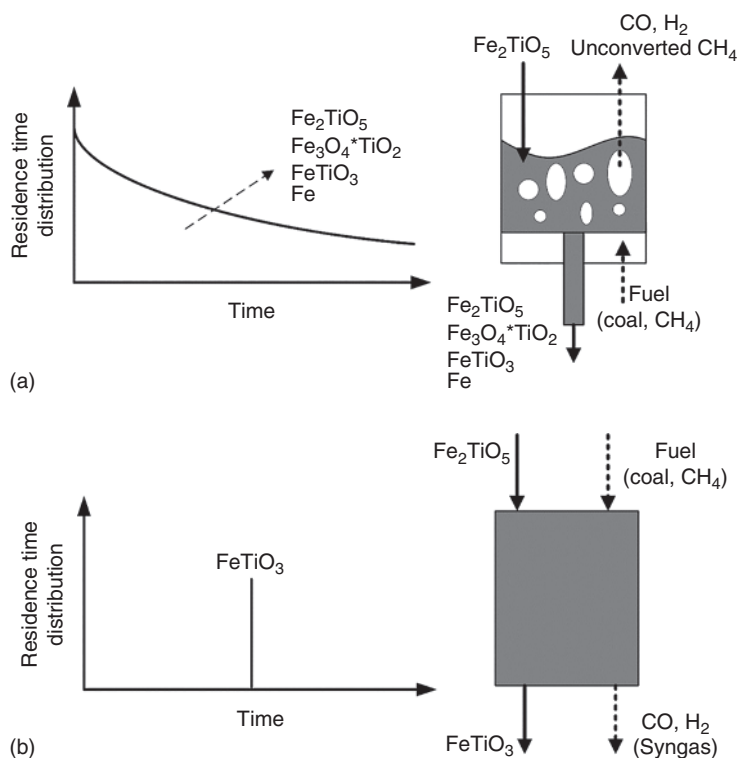 Residence time
distribution
Fe₂TiO₅
Fe₃O₄*TiO₂
FeTiO₃
Fe
Time
Fe₂TiO₅
CO, H₂
Unconverted CH₄
Fuel
(coal, CH₄)
Fe₂TiO₅
Fe₃O₄*TiO₂
FeTiO₃
Fe
(a)
Residence time
distribution
FeTiO₃
Time
Fe₂TiO₅
Fuel
(coal, CH₄)
FeTiO₃
CO, H₂
(Syngas)
(b)